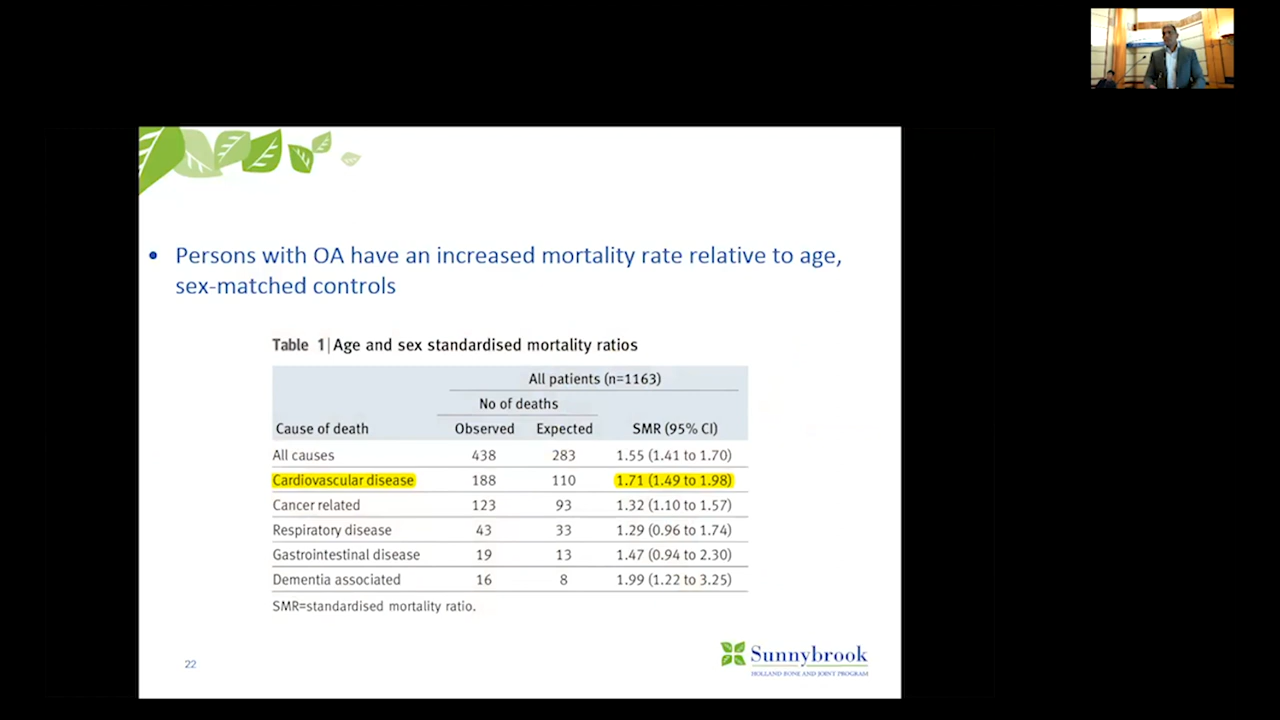 • Persons with OA have an increased mortality rate relative to age,
sex-matched controls
Table 1|Age and sex standardised mortality ratios
All patients (n=1163)
No of deaths
Cause of death Observed Expected SMR (95% CI)
All causes 438 283 1.55 (1.41 to 1.70)
Cardiovascular disease 188 110 1.71 (1.49 to 1.98)
Cancer related 123 93 1.32 (1.10 to 1.57)
Respiratory disease 43 33 1.29 (0.96 to 1.74)
Gastrointestinal disease 19 13 1.47 (0.94 to 2.30)
Dementia associated 16 8 1.99 (1.22 to 3.25)
SMR=standardised mortality ratio.
22
Sunnybrook
HOLLAND BONE AND JOINT PROGRAM